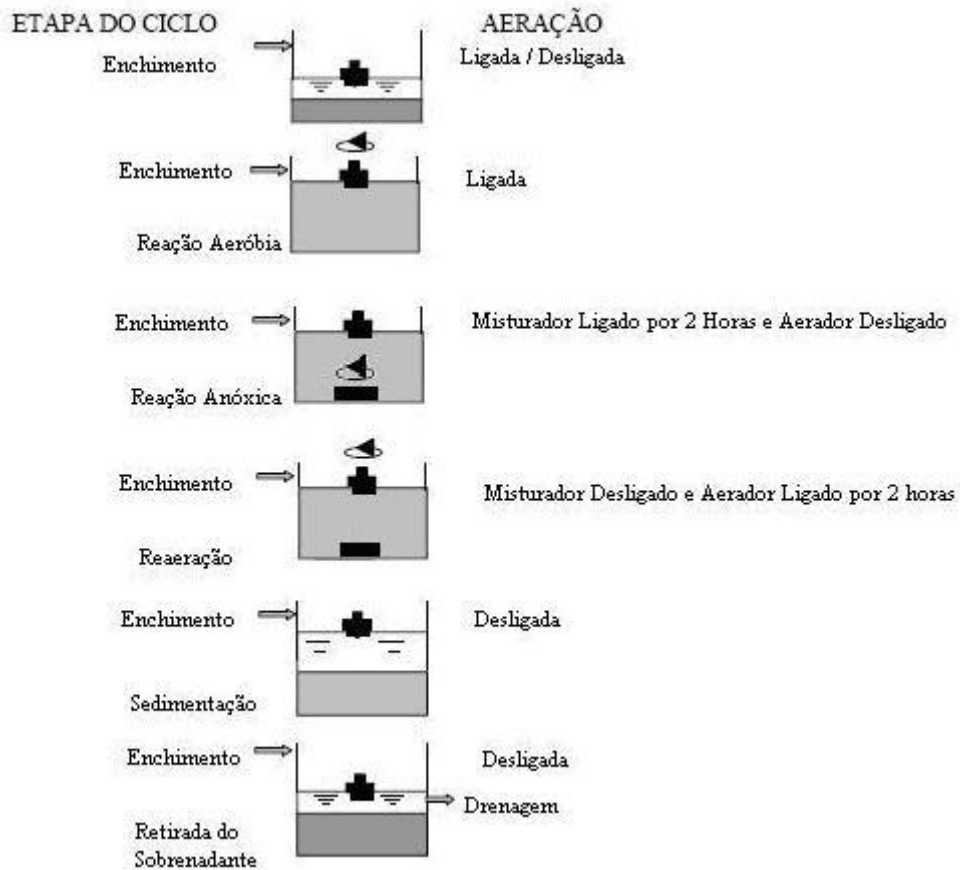 ETAPA DO CICLO AERAÇÃO
Enchimento Ligada / Desligada
Enchimento Ligada
Reação Aeróbia
Enchimento Misturador Ligado por 2 Horas e Aerador Desligado
Reação Anóxica
Enchimento Misturador Desligado e Aerador Ligado por 2 horas
Reaeração
Enchimento Desligada
Sedimentação
Enchimento Desligada
Drenagem
Retirada do
Sobrenadante